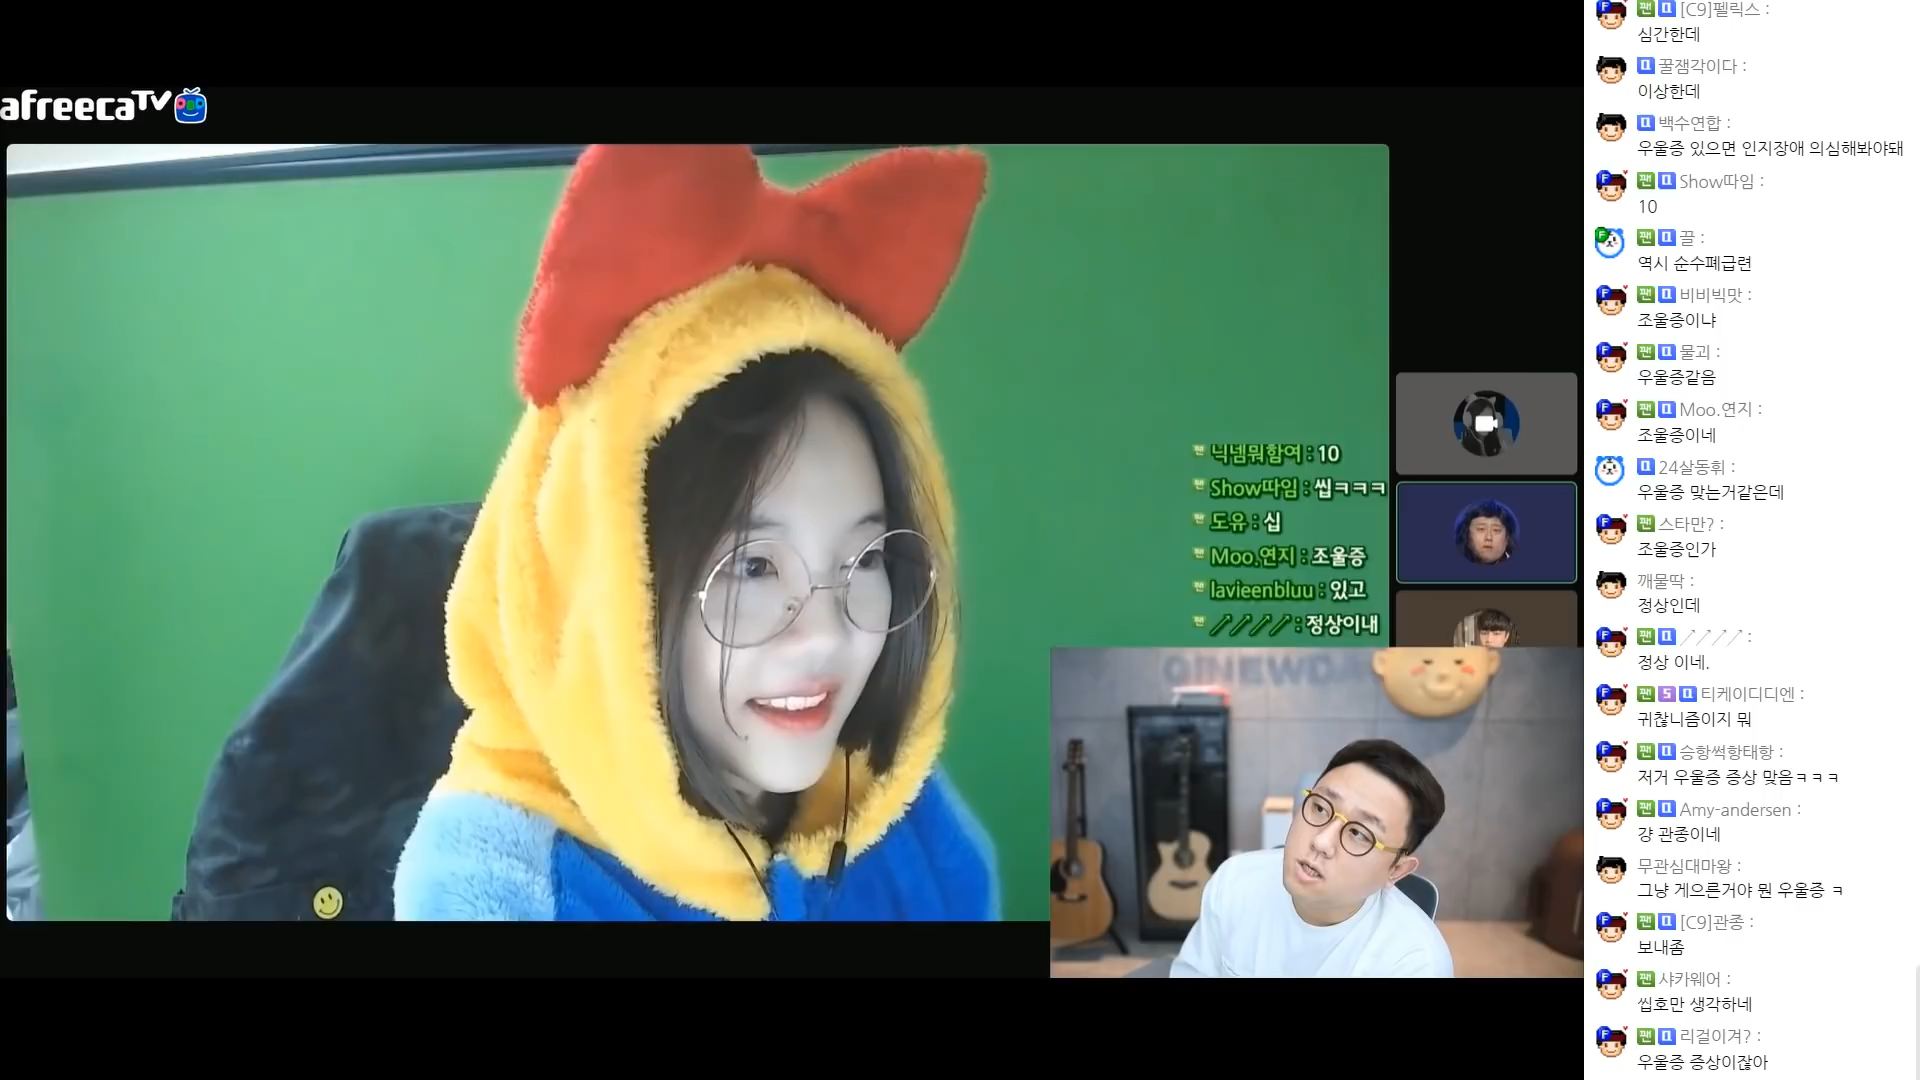 afreecaTV
닉넴뭐함여 : 10
Show따임 : 씹ㅋㅋㅋ
도유 : 십
Moo.연지 : 조울증
lavieenbluu : 있고
↗↗↗↗ : 정상이내
[C9]펠릭스 :
심간한데
꿀잼각이다 :
이상한데
백수연합 :
우울증 있으면 인지장애 의심해봐야돼
Show따임 :
10
끌 :
역시 순수폐급련
비비빅맛 :
조울증이냐
물괴 :
우울증같음
Moo.연지 :
조울증이네
24살동휘 :
우울증 맞는거같은데
스타만? :
조울증인가
깨물딱 :
정상인데
↗↗↗↗ :
정상 이네.
티케이디디엔 :
귀찮니즘이지 뭐
승항썩항태항 :
저거 우울증 증상 맞음ㅋㅋㅋ
Amy-andersen :
걍 관종이네
무관심대마왕 :
그냥 게으른거야 뭔 우울증 ㅋ
[C9]관종 :
보내좀
샤카웨어 :
씹호만 생각하네
리걸이겨? :
우울증 증상이잖아